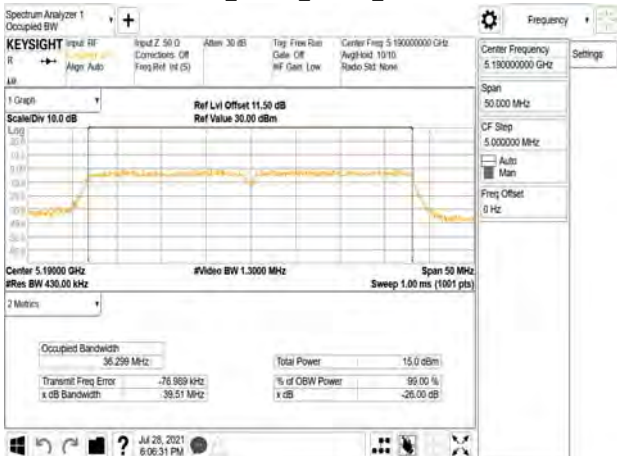 Spectrum Analyzer 1
Occupied BW
+
Frequency
KEYSIGHT Input: RF
Input Z: 50 Ω
Atten: 30 dB
Trig: Free Run
Center Freq: 5.190000000 GHz
R
Corrections: Off
Gate: Off
Avg|Hold: 10/10
Align: Auto
Freq Ref: Int (S)
#IF Gain: Low
Radio Std: None
Center Frequency
5.190000000 GHz
Settings
Span
50.000 MHz
CF Step
5.000000 MHz
Auto
Man
Freq Offset
0 Hz
1 Graph
Ref Lvl Offset 11.50 dB
Scale/Div 10.0 dB
Ref Value 30.00 dBm
Log
Center 5.19000 GHz
#Video BW 1.3000 MHz
Span 50 MHz
#Res BW 430.00 kHz
Sweep 1.00 ms (1001 pts)
2 Metrics
Occupied Bandwidth
36.299 MHz
Total Power
15.0 dBm
Transmit Freq Error
-76.969 kHz
% of OBW Power
99.00 %
x dB Bandwidth
39.51 MHz
x dB
-26.00 dB
?
Jul 28, 2021
6:06:31 PM